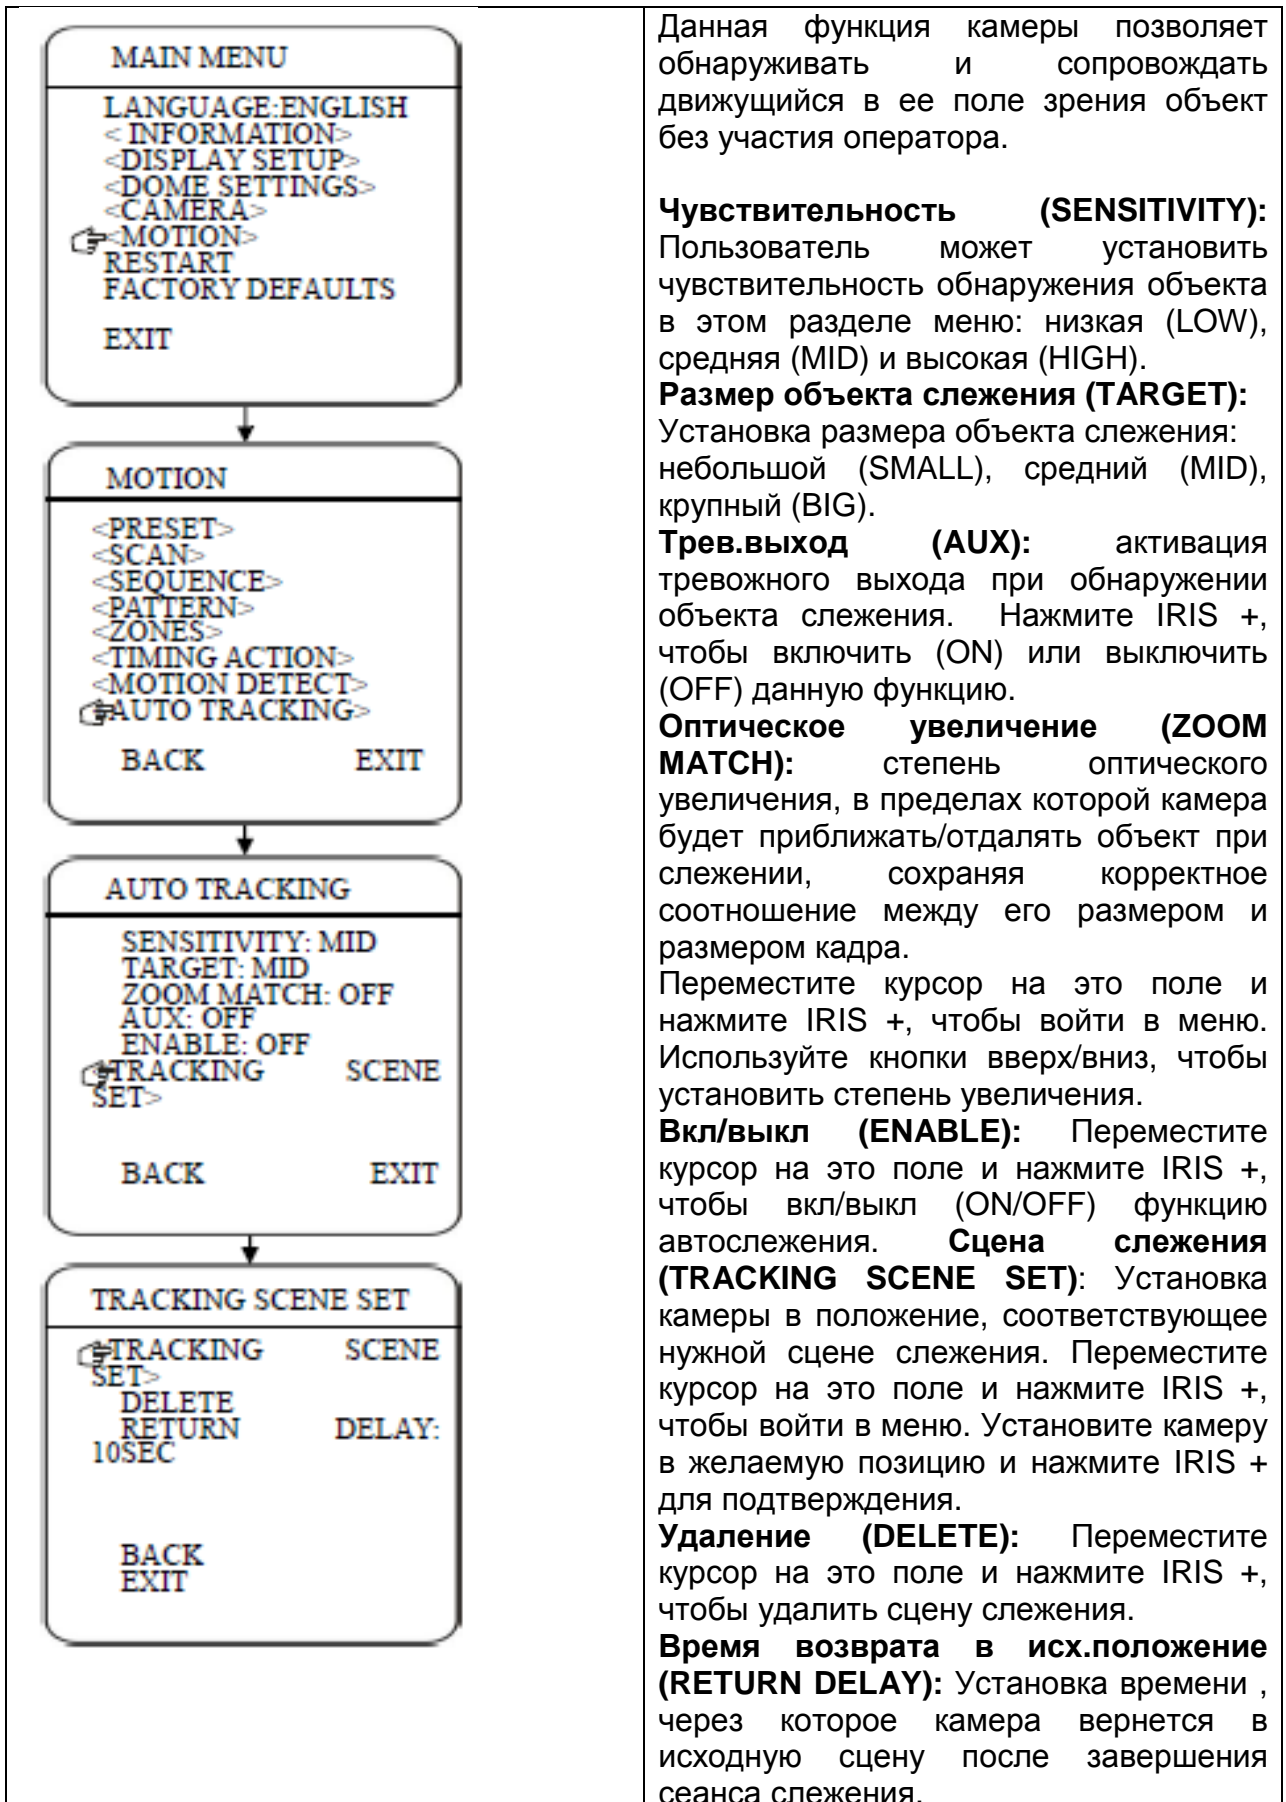 MAIN MENU
LANGUAGE:ENGLISH
< INFORMATION>
<DISPLAY SETUP>
<DOME SETTINGS>
<CAMERA>
<MOTION>
RESTART
FACTORY DEFAULTS
EXIT
MOTION
<PRESET>
<SCAN>
<SEQUENCE>
<PATTERN>
<ZONES>
<TIMING ACTION>
<MOTION DETECT>
AUTO TRACKING>
BACK EXIT
AUTO TRACKING
SENSITIVITY: MID
TARGET: MID
ZOOM MATCH: OFF
AUX: OFF
ENABLE: OFF
TRACKING SCENE
SET>
BACK EXIT
TRACKING SCENE SET
TRACKING SCENE
SET>
DELETE
RETURN DELAY:
10SEC
BACK
EXIT
Данная функция камеры позволяет
обнаруживать и сопровождать
движущийся в ее поле зрения объект
без участия оператора.
Чувствительность (SENSITIVITY):
Пользователь может установить
чувствительность обнаружения объекта
в этом разделе меню: низкая (LOW),
средняя (MID) и высокая (HIGH).
Размер объекта слежения (TARGET):
Установка размера объекта слежения:
небольшой (SMALL), средний (MID),
крупный (BIG).
Трев.выход (AUX): активация
тревожного выхода при обнаружении
объекта слежения. Нажмите IRIS +,
чтобы включить (ON) или выключить
(OFF) данную функцию.
Оптическое увеличение (ZOOM
MATCH): степень оптического
увеличения, в пределах которой камера
будет приближать/отдалять объект при
слежении, сохраняя корректное
соотношение между его размером и
размером кадра.
Переместите курсор на это поле и
нажмите IRIS +, чтобы войти в меню.
Используйте кнопки вверх/вниз, чтобы
установить степень увеличения.
Вкл/выкл (ENABLE): Переместите
курсор на это поле и нажмите IRIS +,
чтобы вкл/выкл (ON/OFF) функцию
автослежения. Сцена слежения
(TRACKING SCENE SET): Установка
камеры в положение, соответствующее
нужной сцене слежения. Переместите
курсор на это поле и нажмите IRIS +,
чтобы войти в меню. Установите камеру
в желаемую позицию и нажмите IRIS +
для подтверждения.
Удаление (DELETE): Переместите
курсор на это поле и нажмите IRIS +,
чтобы удалить сцену слежения.
Время возврата в исх.положение
(RETURN DELAY): Установка времени ,
через которое камера вернется в
исходную сцену после завершения
сеанса слежения.